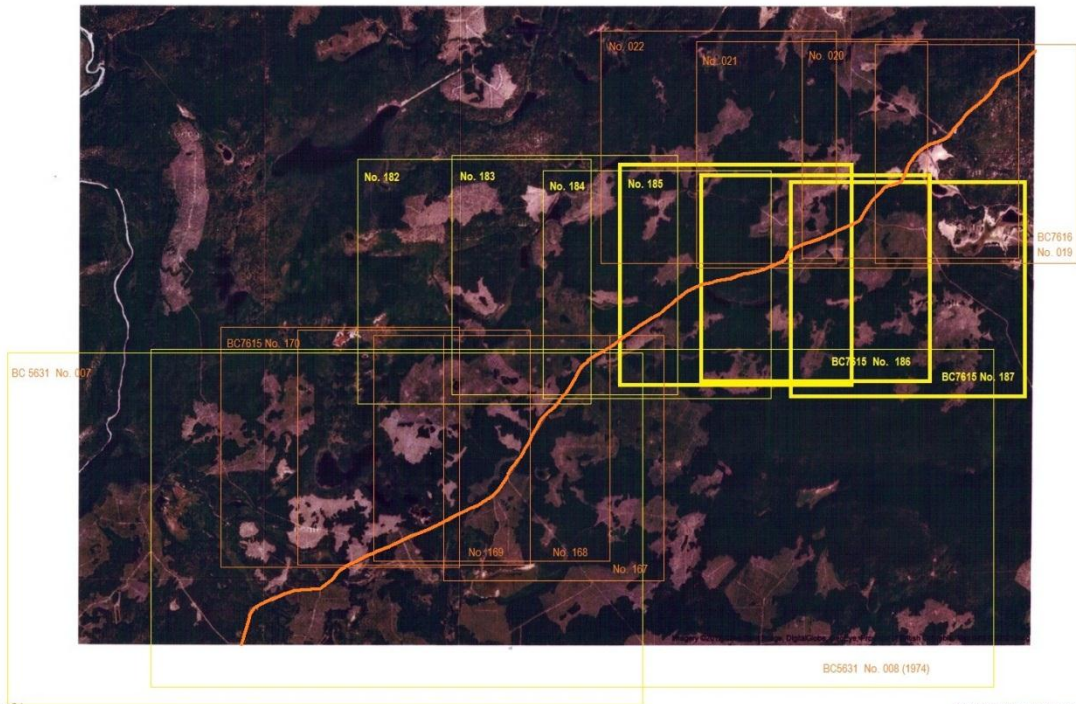 No. 022
No. 021
No. 020
No. 182
No. 183
No. 184
No. 185
BC7616
No. 019
BC7615 No. 170
BC 5631 No. 007
BC7615 No. 186
BC7615 No. 187
No. 169
No. 168
No. 167
BC5631 No. 008 (1974)